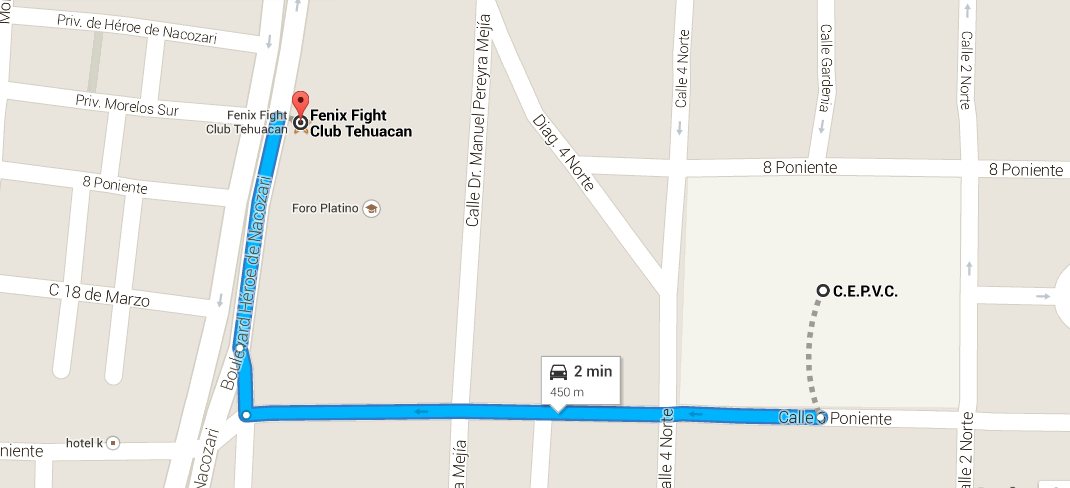 Priv. de Héroe de Nacozari
Priv. Morelos Sur
Fenix Fight
Club Tehuacan
Fenix Fight
Club Tehuacan
Calle Dr. Manuel Pereyra Mejía
Diag. 4 Norte
Calle 4 Norte
Calle Gardenia
Calle 2 Norte
8 Poniente
8 Poniente
8 Poniente
Foro Platino
C 18 de Marzo
Boulevard Héroe de Nacozari
C.E.P.V.C.
2 min
450 m
Calle
Poniente
hotel k
niente
Nacozari
a Mejía
Calle 4 Norte
alle 2 Norte